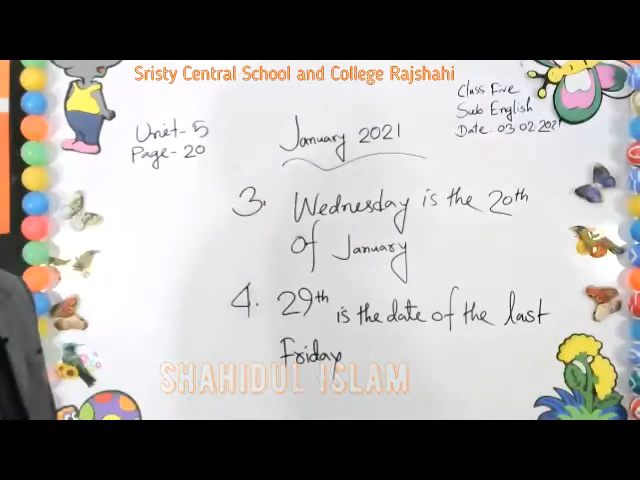 Sristy Central School and College Rajshahi
Class Five
Sub English
Date 03.02.2021
Unit-5
Page-20
January 2021
3. Wednesday is the 20th
of January
4. 29th is the date of the last
Friday
SHAHIDUL ISLAM